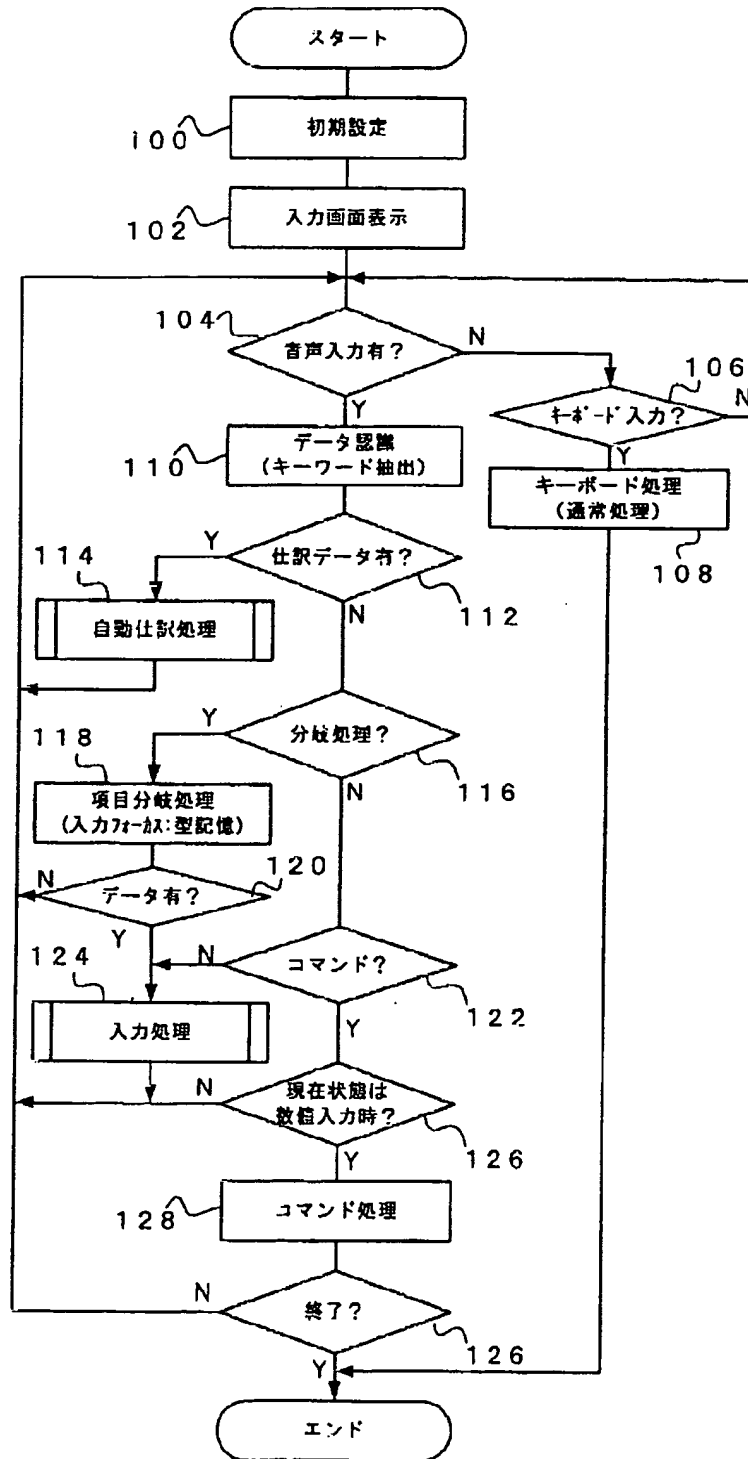 スタート
100
初期設定
102
入力画面表示
104
音声入力有?
N
Y
106
キーボード入力?
N
Y
110
データ認識
(キーワード抽出)
キーボード処理
(通常処理)
108
仕訳データ有?
Y
112
N
114
自動仕訳処理
分岐処理?
Y
116
N
118
項目分岐処理
(入力フォーカス:型記憶)
120
データ有?
N
Y
コマンド?
N
122
Y
124
入力処理
現在状態は
数値入力時?
N
126
Y
128
コマンド処理
終了?
N
126
Y
エンド